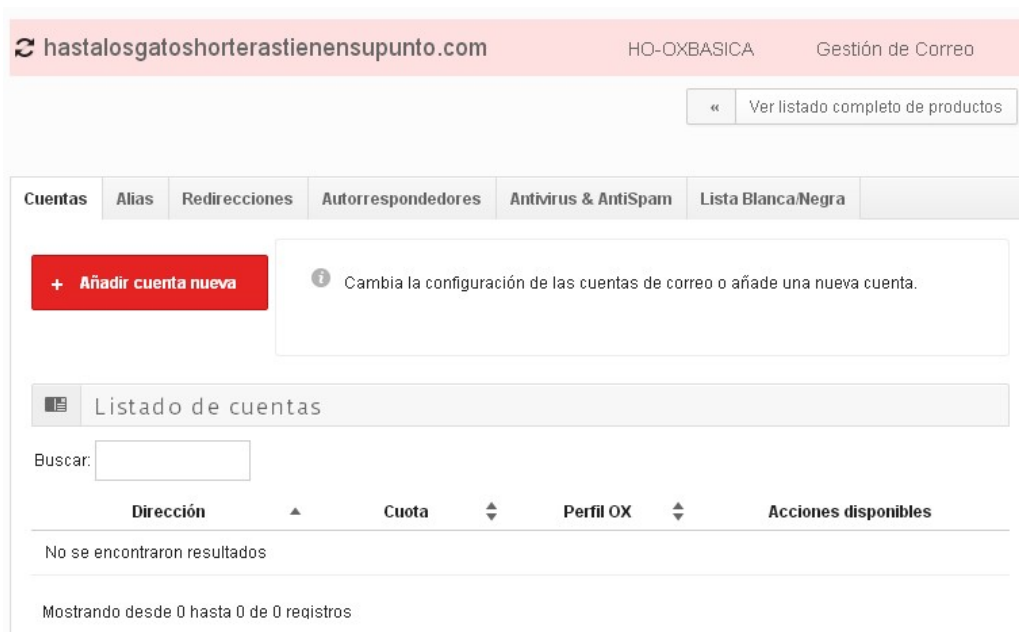 hastalosgatoshorterastienensupunto.com HO-OXBASICA Gestión de Correo
« Ver listado completo de productos
Cuentas Alias Redirecciones Autorrespondedores Antivirus & AntiSpam Lista Blanca/Negra
+ Añadir cuenta nueva
Cambia la configuración de las cuentas de correo o añade una nueva cuenta.
Listado de cuentas
Buscar:
Dirección Cuota Perfil OX Acciones disponibles
No se encontraron resultados
Mostrando desde 0 hasta 0 de 0 registros